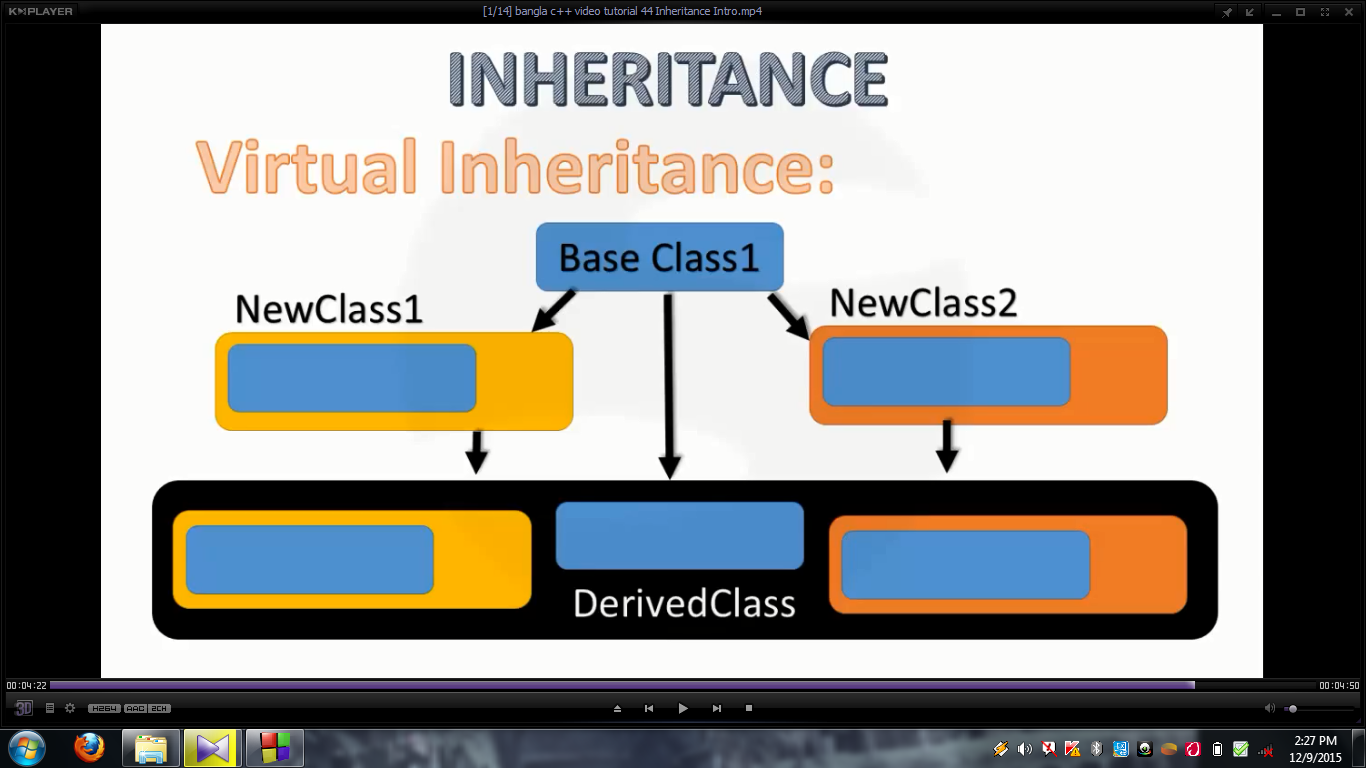 K▶MPLAYER
[1/14] bangla c++ video tutorial 44 Inheritance Intro.mp4
INHERITANCE
Virtual Inheritance:
Base Class1
NewClass1
NewClass2
DerivedClass
00:04:22
00:04:50
3D
H264 AAC 2CH
2:27 PM
12/9/2015